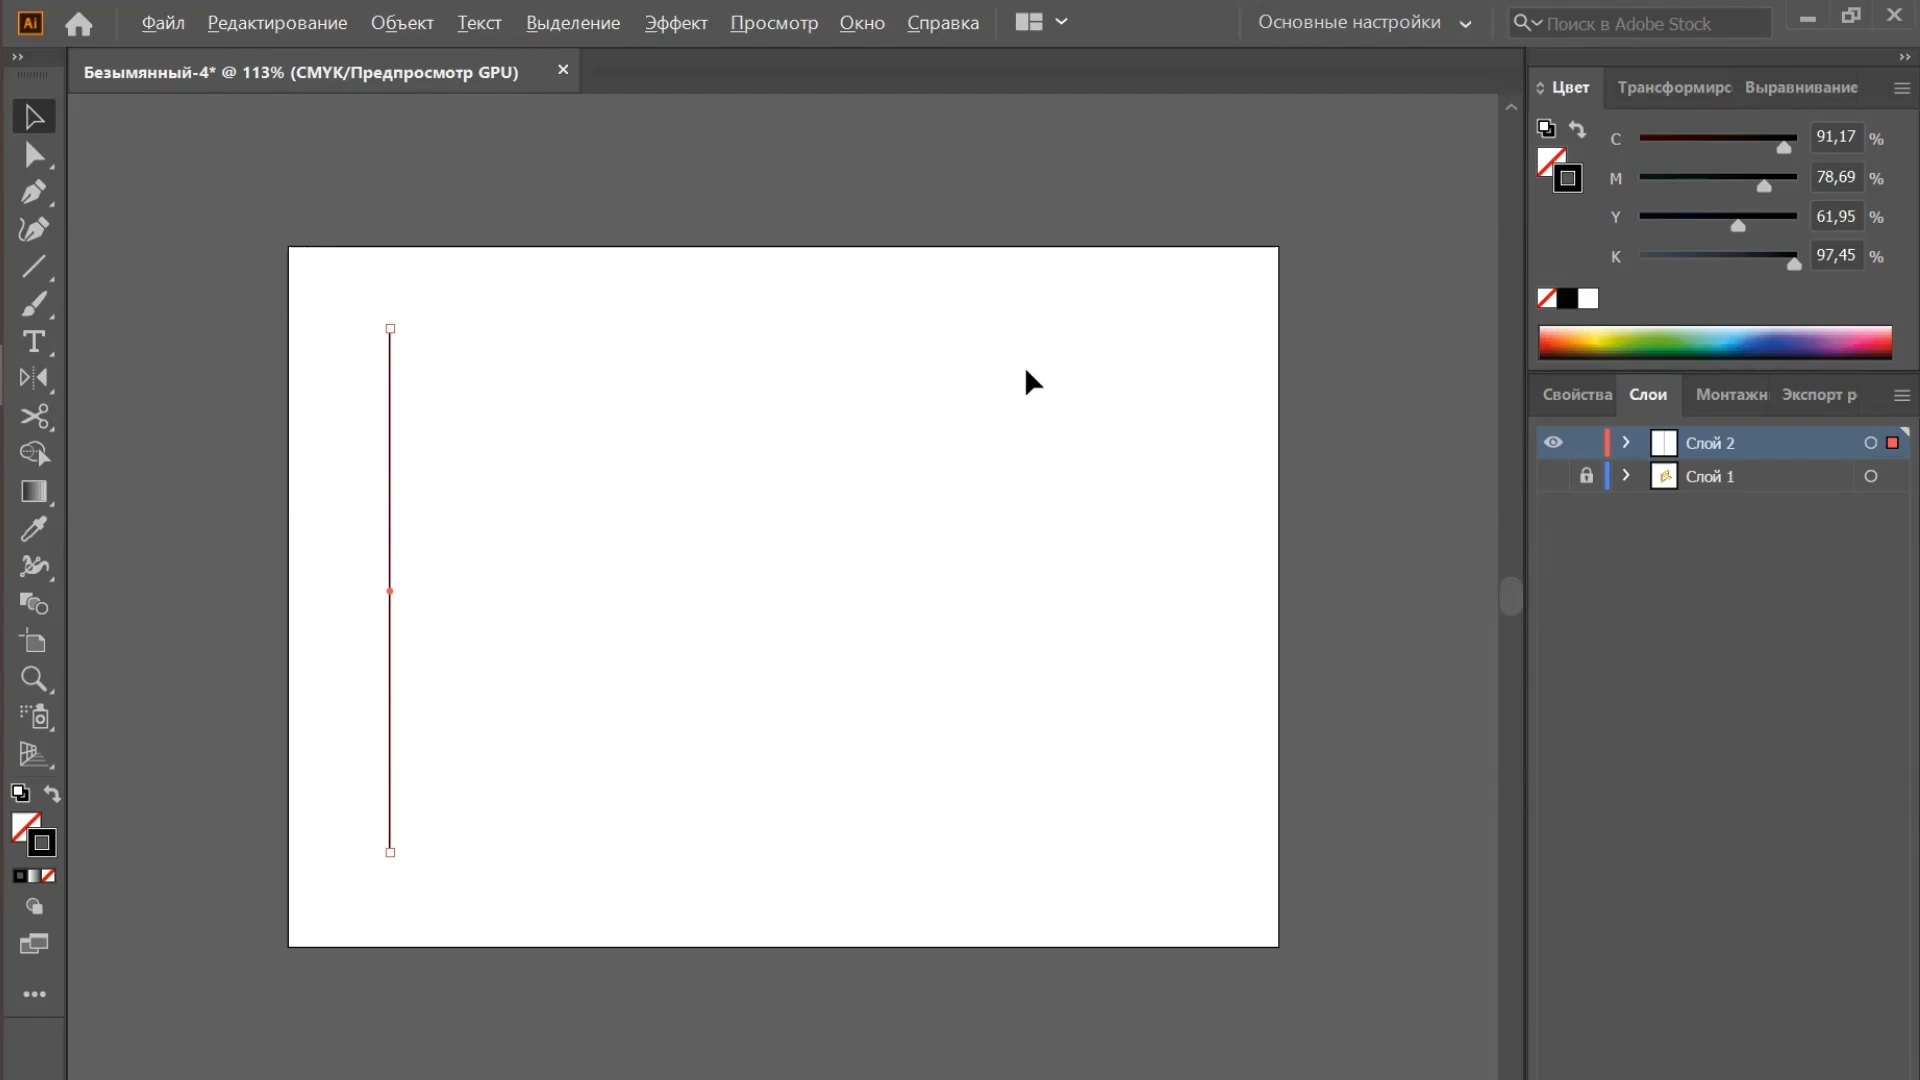 Ai
Файл Редактирование Объект Текст Выделение Эффект Просмотр Окно Справка
Основные настройки
Поиск в Adobe Stock
Безымянный-4* @ 113% (CMYK/Предпросмотр GPU)
Цвет Трансформирс Выравнивание
C 91,17 %
M 78,69 %
Y 61,95 %
K 97,45 %
Свойства Слои Монтажн Экспорт р
Слой 2
Слой 1